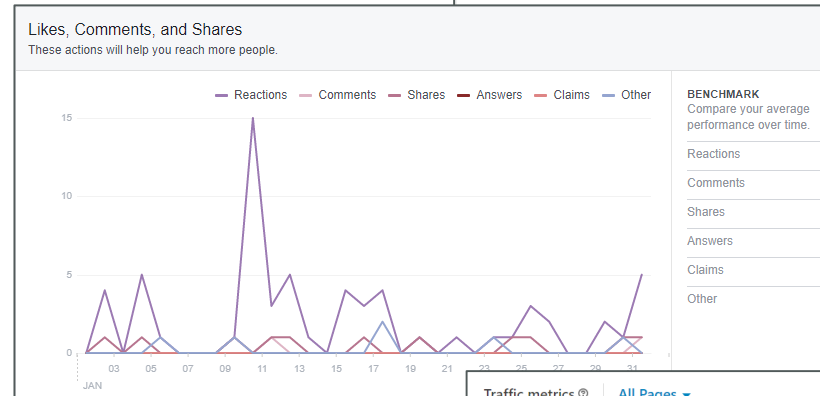 Likes, Comments, and Shares
These actions will help you reach more people.
Reactions Comments Shares Answers Claims Other
15
10
5
0
03 05 07 09 11 13 15 17 19 21 23 25 27 29 31
JAN
BENCHMARK
Compare your average
performance over time.
Reactions
Comments
Shares
Answers
Claims
Other
Traffic metrics All Pages